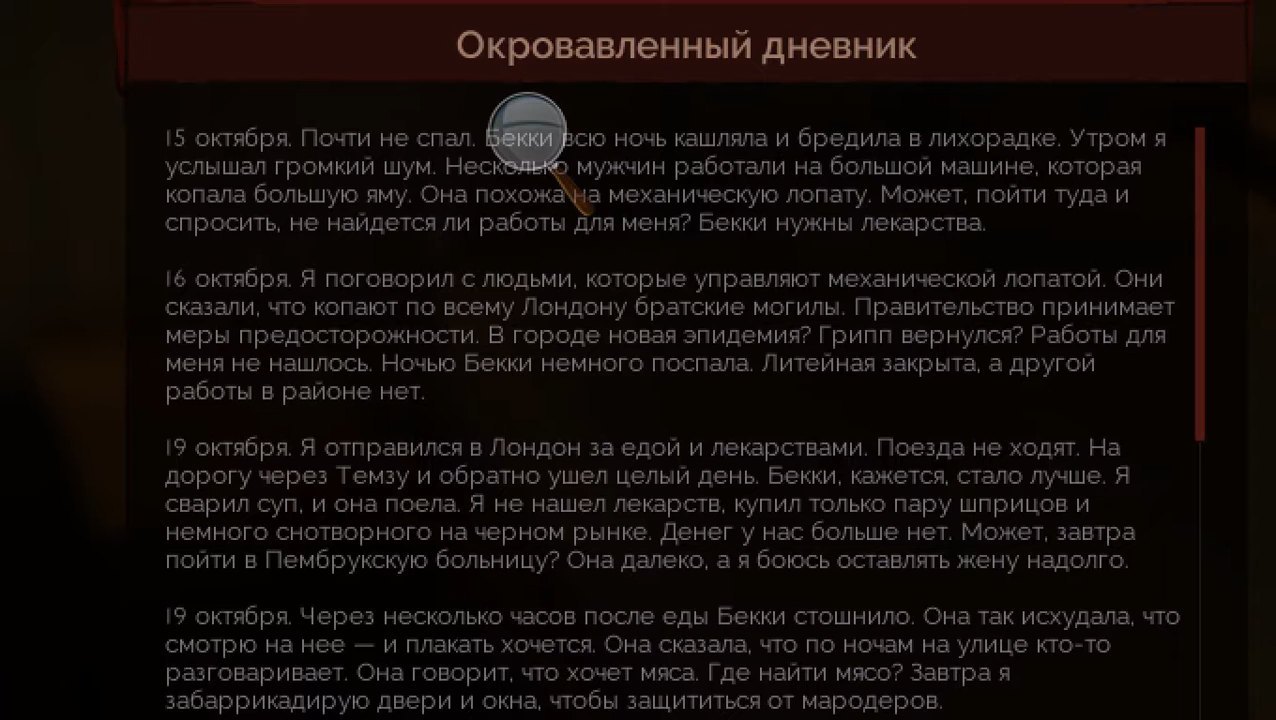 Окровавленный дневник
15 октября. Почти не спал. Бекки всю ночь кашляла и бредила в лихорадке. Утром я
услышал громкий шум. Несколько мужчин работали на большой машине, которая
копала большую яму. Она похожа на механическую лопату. Может, пойти туда и
спросить, не найдется ли работы для меня? Бекки нужны лекарства.
16 октября. Я поговорил с людьми, которые управляют механической лопатой. Они
сказали, что копают по всему Лондону братские могилы. Правительство принимает
меры предосторожности. В городе новая эпидемия? Грипп вернулся? Работы для
меня не нашлось. Ночью Бекки немного поспала. Литейная закрыта, а другой
работы в районе нет.
19 октября. Я отправился в Лондон за едой и лекарствами. Поезда не ходят. На
дорогу через Темзу и обратно ушел целый день. Бекки, кажется, стало лучше. Я
сварил суп, и она поела. Я не нашел лекарств, купил только пару шприцов и
немного снотворного на черном рынке. Денег у нас больше нет. Может, завтра
пойти в Пембрукскую больницу? Она далеко, а я боюсь оставлять жену надолго.
19 октября. Через несколько часов после еды Бекки стошнило. Она так исхудала, что
смотрю на нее — и плакать хочется. Она сказала, что по ночам на улице кто-то
разговаривает. Она говорит, что хочет мяса. Где найти мясо? Завтра я
забаррикадирую двери и окна, чтобы защититься от мародеров.